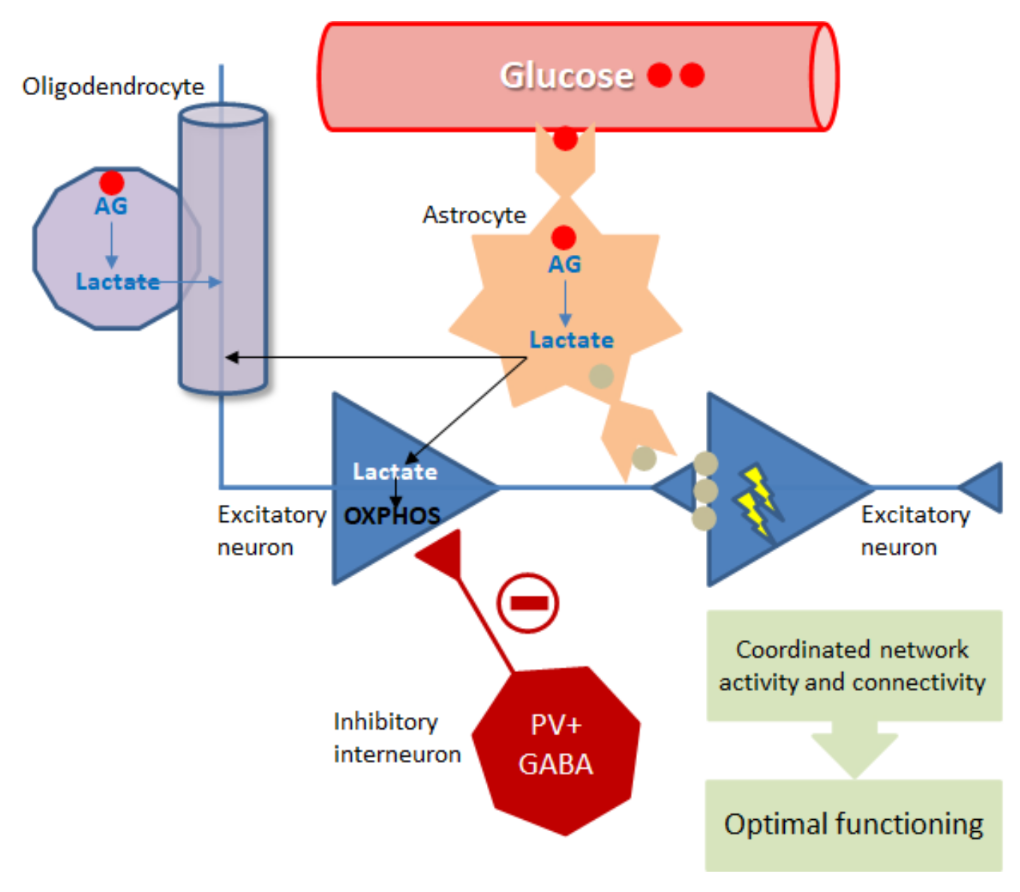 Glucose
Oligodendrocyte
AG
Lactate
Astrocyte
AG
Lactate
Lactate
OXPHOS
Excitatory
neuron
Excitatory
neuron
Inhibitory
interneuron
PV+
GABA
Coordinated network
activity and connectivity
Optimal functioning